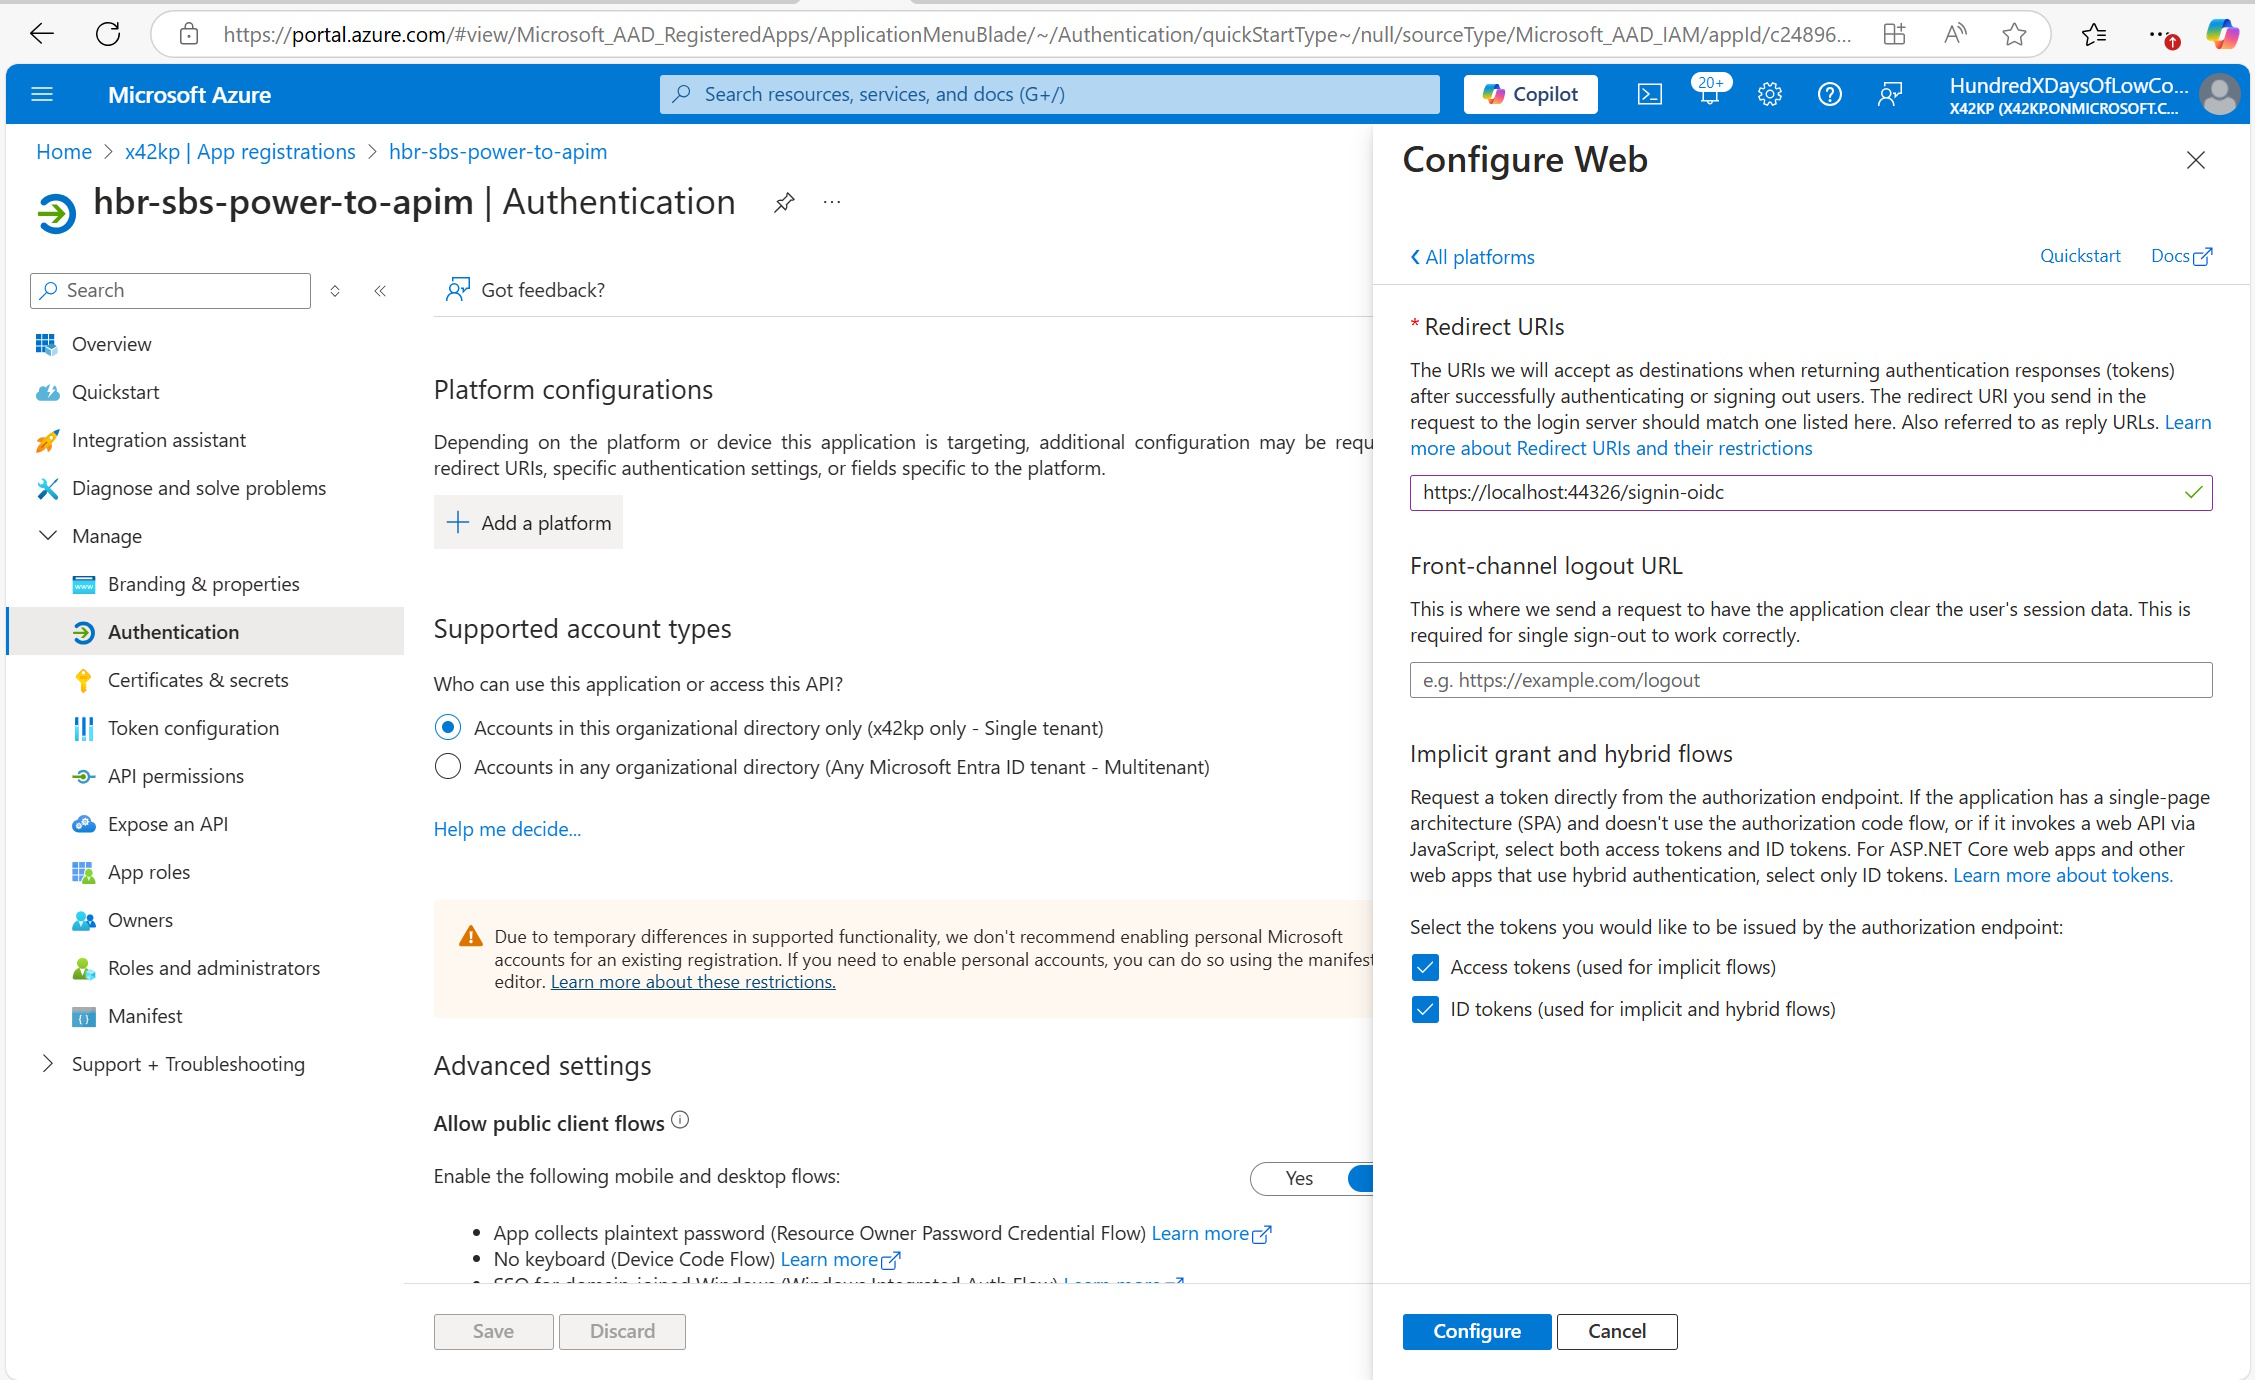 https://portal.azure.com/#view/Microsoft_AAD_RegisteredApps/ApplicationMenuBlade/~/Authentication/quickStartType~/null/sourceType/Microsoft_AAD_IAM/appId/c24896...
Microsoft Azure
Search resources, services, and docs (G+/)
Copilot
20+
HundredXDaysOfLowCo...
X42KP (X42KP.ONMICROSOFT.C...
Home > x42kp | App registrations > hbr-sbs-power-to-apim
hbr-sbs-power-to-apim | Authentication
Search
Overview
Quickstart
Integration assistant
Diagnose and solve problems
Manage
Branding & properties
Authentication
Certificates & secrets
Token configuration
API permissions
Expose an API
App roles
Owners
Roles and administrators
Manifest
Support + Troubleshooting
Got feedback?
Platform configurations
Depending on the platform or device this application is targeting, additional configuration may be requ
redirect URIs, specific authentication settings, or fields specific to the platform.
Add a platform
Supported account types
Who can use this application or access this API?
Accounts in this organizational directory only (x42kp only - Single tenant)
Accounts in any organizational directory (Any Microsoft Entra ID tenant - Multitenant)
Help me decide...
Due to temporary differences in supported functionality, we don't recommend enabling personal Microsoft
accounts for an existing registration. If you need to enable personal accounts, you can do so using the manifest
editor. Learn more about these restrictions.
Advanced settings
Allow public client flows
Enable the following mobile and desktop flows:
Yes
• App collects plaintext password (Resource Owner Password Credential Flow) Learn more
• No keyboard (Device Code Flow) Learn more
• SSO for domain-joined Windows (Windows Integrated Auth Flow) Learn more
Save
Discard
Configure Web
All platforms
Quickstart
Docs
* Redirect URIs
The URIs we will accept as destinations when returning authentication responses (tokens)
after successfully authenticating or signing out users. The redirect URI you send in the
request to the login server should match one listed here. Also referred to as reply URLs. Learn
more about Redirect URIs and their restrictions
https://localhost:44326/signin-oidc
Front-channel logout URL
This is where we send a request to have the application clear the user's session data. This is
required for single sign-out to work correctly.
e.g. https://example.com/logout
Implicit grant and hybrid flows
Request a token directly from the authorization endpoint. If the application has a single-page
architecture (SPA) and doesn't use the authorization code flow, or if it invokes a web API via
JavaScript, select both access tokens and ID tokens. For ASP.NET Core web apps and other
web apps that use hybrid authentication, select only ID tokens. Learn more about tokens.
Select the tokens you would like to be issued by the authorization endpoint:
Access tokens (used for implicit flows)
ID tokens (used for implicit and hybrid flows)
Configure
Cancel